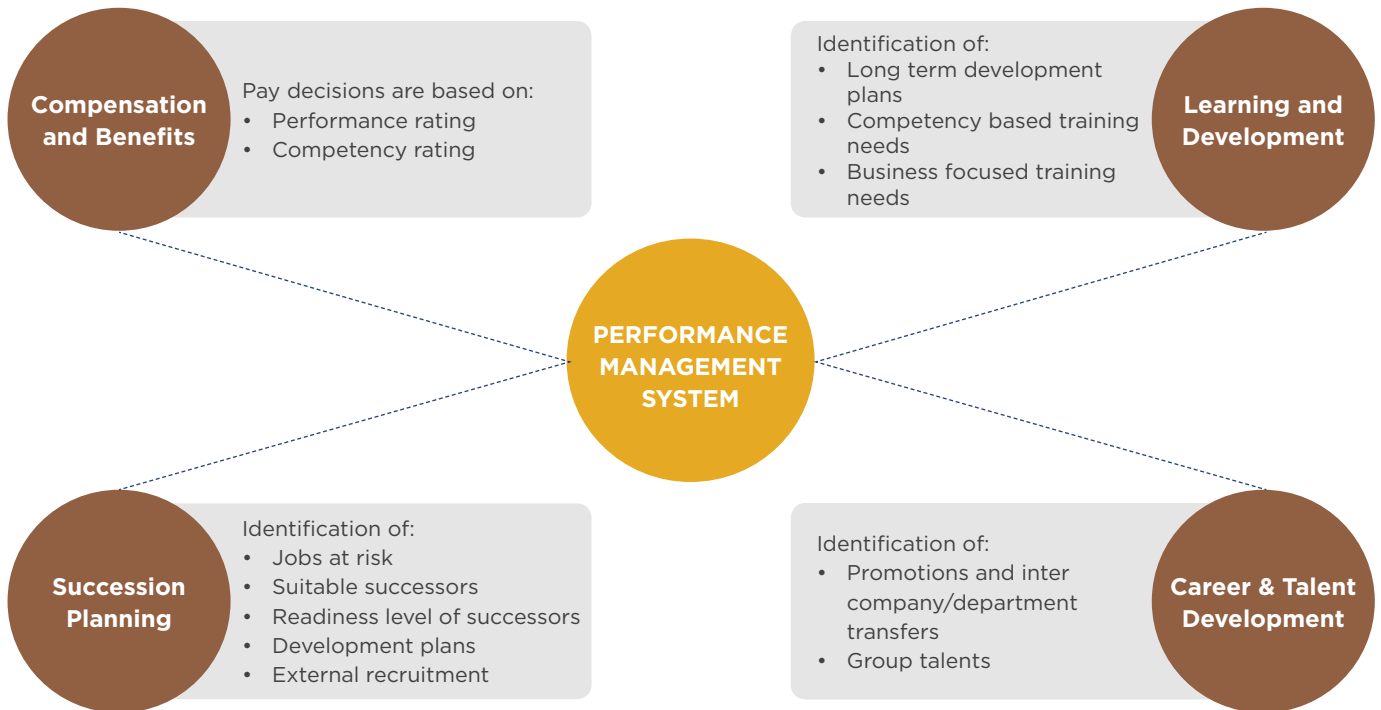 Compensation
and Benefits
Pay decisions are based on:
• Performance rating
• Competency rating
Identification of:
• Long term development
plans
• Competency based training
needs
• Business focused training
needs
Learning and
Development
PERFORMANCE
MANAGEMENT
SYSTEM
Succession
Planning
Identification of:
• Jobs at risk
• Suitable successors
• Readiness level of successors
• Development plans
• External recruitment
Identification of:
• Promotions and inter
company/department
transfers
• Group talents
Career & Talent
Development